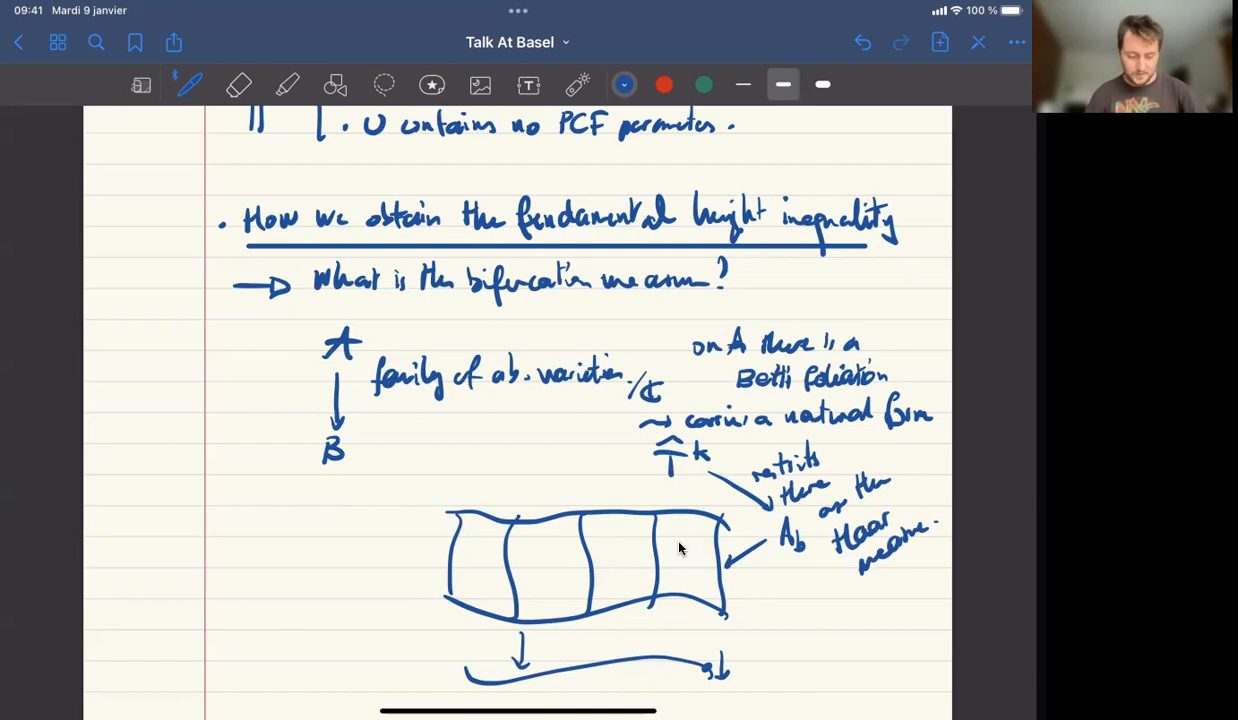 09:41 Mardi 9 janvier
100 %
Talk At Basel
. U contains no PCF parameter.
. How we obtain the fundamental height inequality
→ What is the bifurcation measure?
A
family of ab. varieties /ℂ
B
on A there is a
Betti foliation
⇝ carries a natural form
T̂^k
restricts
there
as the
Haar
measure.
A_b